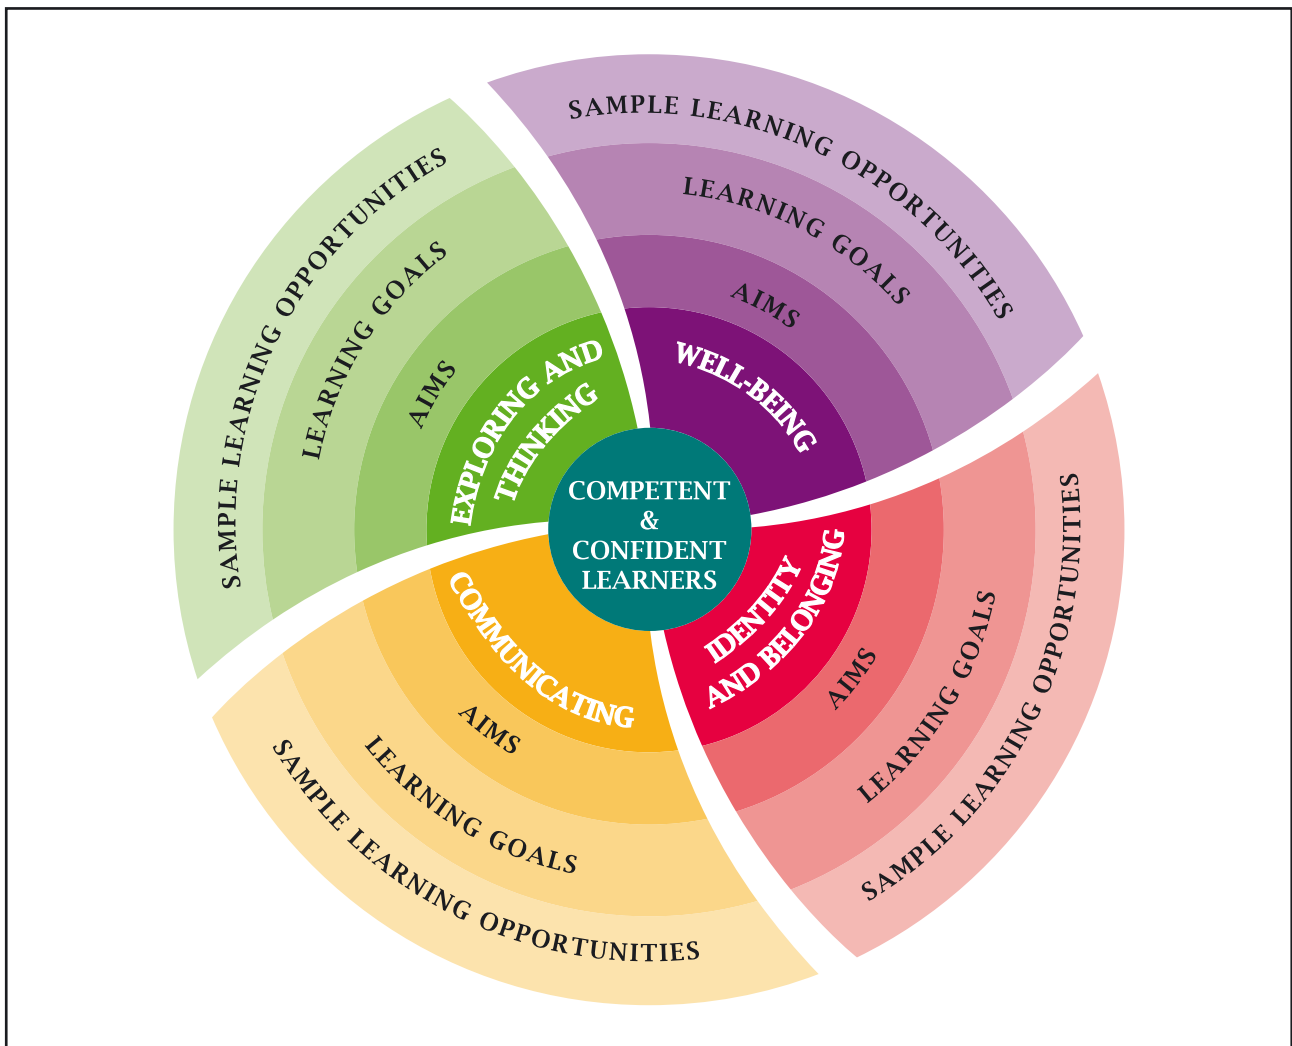 COMPETENT
&
CONFIDENT
LEARNERS
WELL-BEING
AIMS
LEARNING GOALS
SAMPLE LEARNING OPPORTUNITIES
IDENTITY
AND BELONGING
AIMS
LEARNING GOALS
SAMPLE LEARNING OPPORTUNITIES
COMMUNICATING
AIMS
LEARNING GOALS
SAMPLE LEARNING OPPORTUNITIES
EXPLORING AND
THINKING
AIMS
LEARNING GOALS
SAMPLE LEARNING OPPORTUNITIES